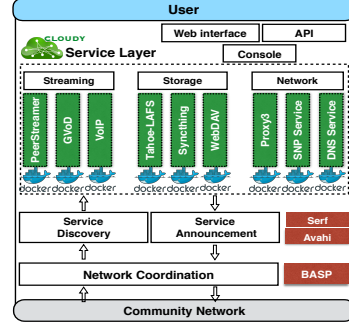 User
Web interface
API
CLOUDY
Service Layer
Console
Streaming
Storage
Network
PeerStreamer
GVoD
VoIP
Tahoe-LAFS
Syncthing
WebDAV
Proxy3
SNP Service
DNS Service
docker
docker
docker
docker
docker
docker
docker
docker
docker
Service
Discovery
Service
Announcement
Serf
Avahi
Network Coordination
BASP
Community Network